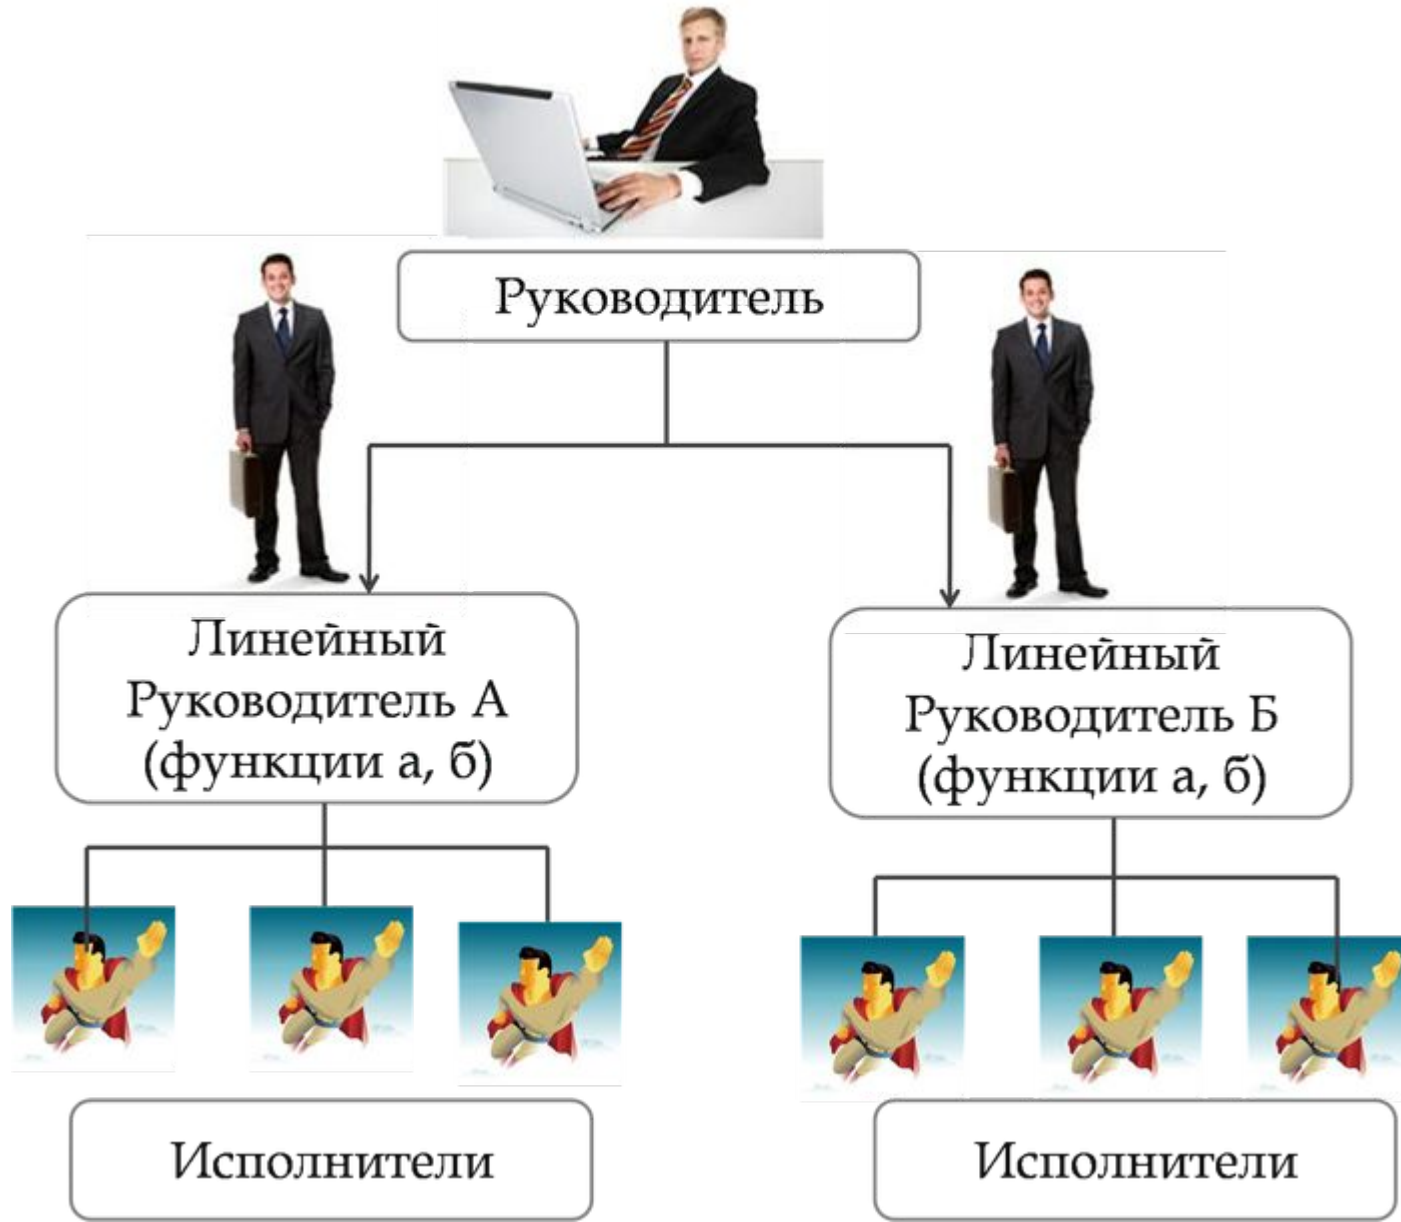 Руководитель
Линейный
Руководитель А
(функции а, б)
Линейный
Руководитель Б
(функции а, б)
Исполнители
Исполнители